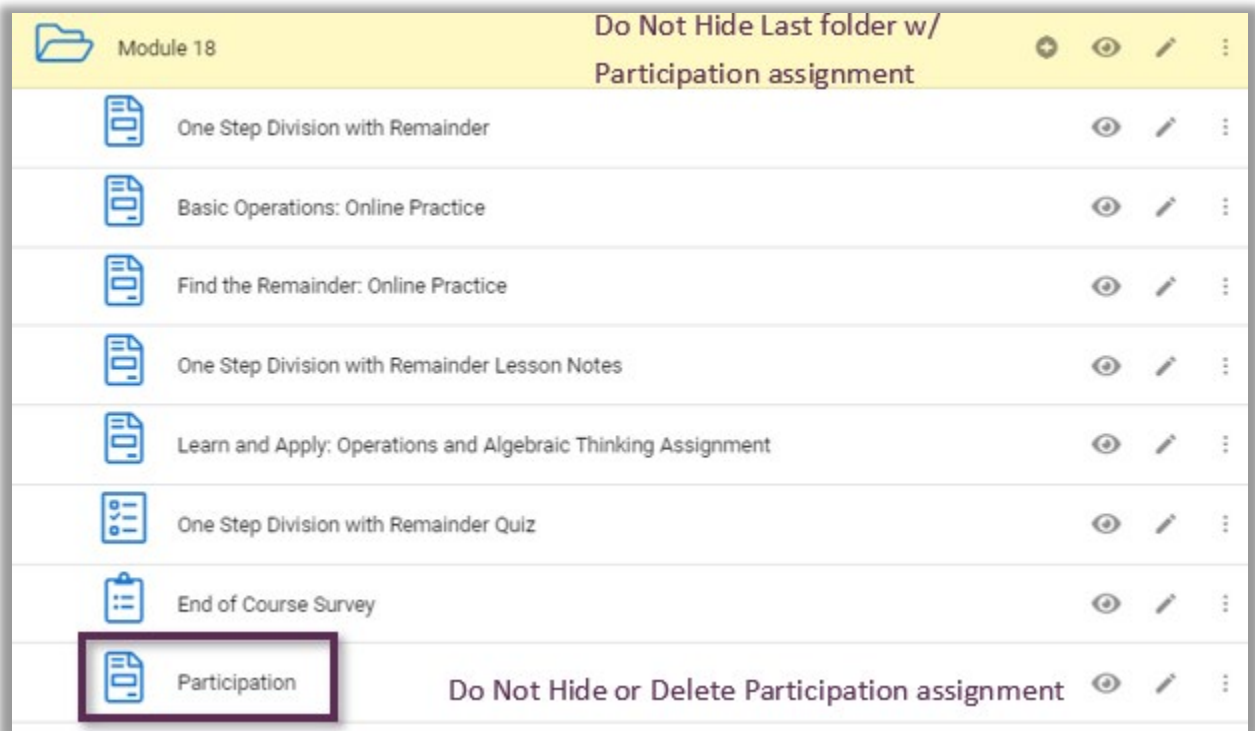 Do Not Hide Last folder w/
Module 18
Participation assignment
One Step Division with Remainder
Basic Operations: Online Practice
Find the Remainder: Online Practice
One Step Division with Remainder Lesson Notes
Learn and Apply: Operations and Algebraic Thinking Assignment
One Step Division with Remainder Quiz
End of Course Survey
Participation
Do Not Hide or Delete Participation assignment